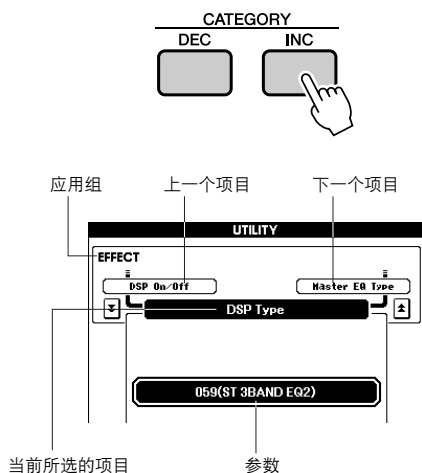 CATEGORY
DEC INC
应用组 上一个项目 下一个项目
UTILITY
EFFECT
DSP On/Off Master EQ Type
DSP Type
059(ST 3BAND EQ2)
当前所选的项目 参数